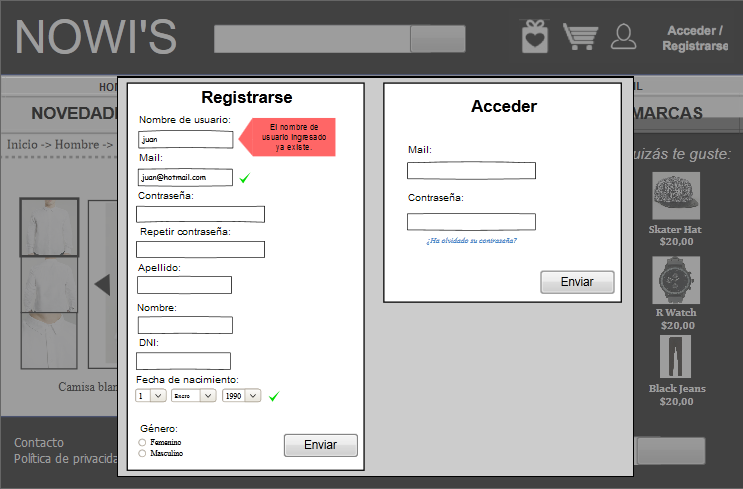 NOWI'S
Acceder /
Registrarse
NOVEDADE
MARCAS
Inicio -> Hombre ->
Registrarse
Nombre de usuario:
juan
El nombre de
usuario ingresado
ya existe.
Mail:
juan@hotmail.com
Contraseña:
Repetir contraseña:
Apellido:
Nombre:
DNI:
Fecha de nacimiento:
1 Enero 1990
Género:
Femenino
Masculino
Enviar
Acceder
Mail:
Contraseña:
¿Ha olvidado su contraseña?
Enviar
uizás te guste:
Skater Hat
$20,00
R Watch
$20,00
Black Jeans
$20,00
Camisa blan
Contacto
Política de privacida